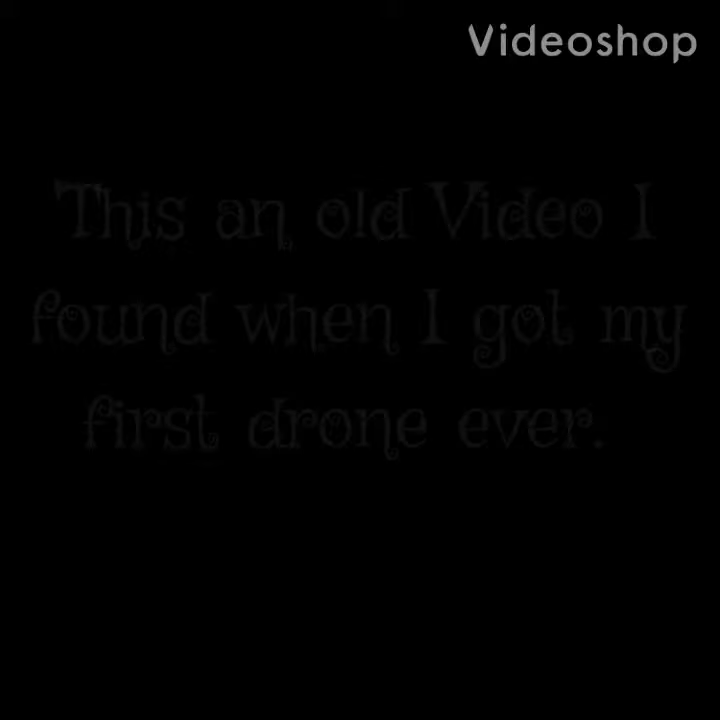 Videoshop
This an old Video I
found when I got my
first drone ever.